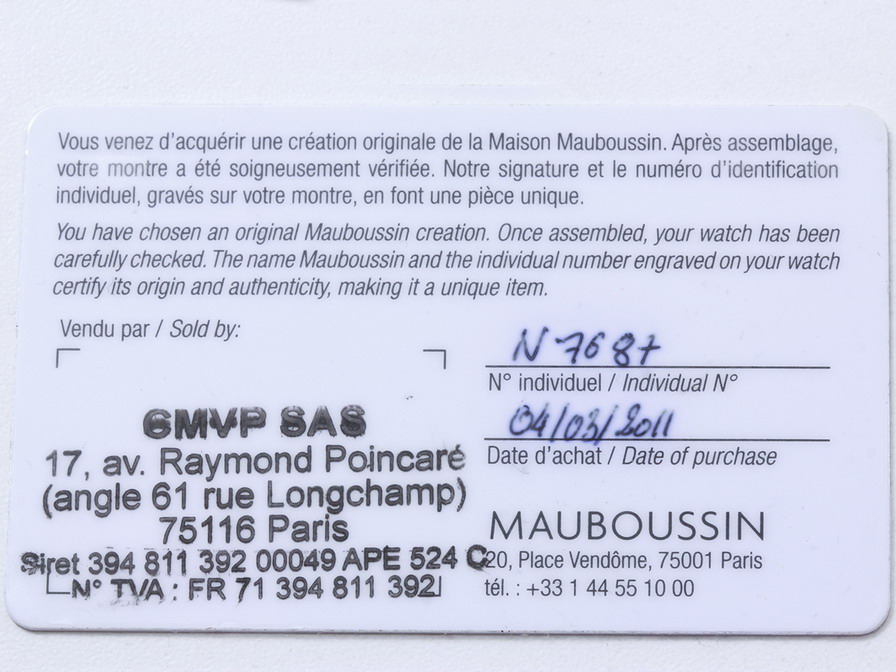 Vous venez d'acquérir une création originale de la Maison Mauboussin. Après assemblage,
votre montre a été soigneusement vérifiée. Notre signature et le numéro d'identification
individuel, gravés sur votre montre, en font une pièce unique.
You have chosen an original Mauboussin creation. Once assembled, your watch has been
carefully checked. The name Mauboussin and the individual number engraved on your watch
certify its origin and authenticity, making it a unique item.
Vendu par / Sold by:
GMVP SAS
17, av. Raymond Poincaré
(angle 61 rue Longchamp)
75116 Paris
Siret 394 811 392 00049 APE 524 C
N° TVA : FR 71 394 811 392
N 7687
N° individuel / Individual N°
04/03/2011
Date d'achat / Date of purchase
MAUBOUSSIN
20, Place Vendôme, 75001 Paris
tél. : +33 1 44 55 10 00